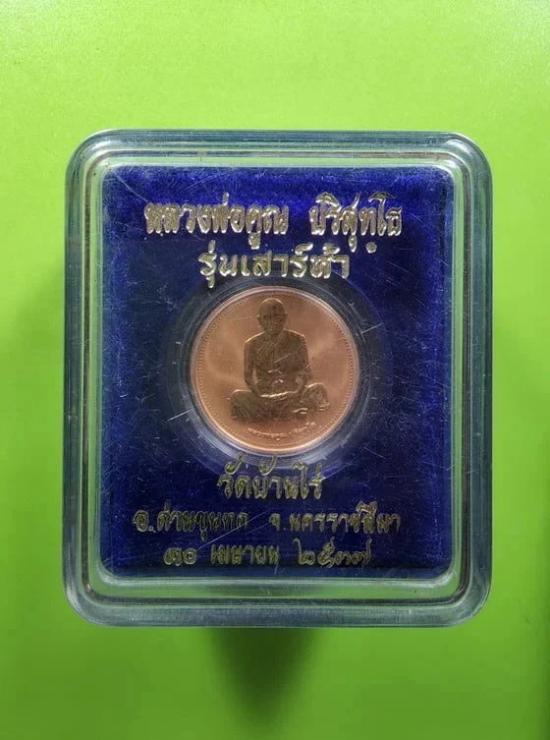 หลวงพ่อคูณ ปริสุทฺโธ
รุ่นเสาร์ห้า
วัดบ้านไร่
อ.ด่านขุนทด จ.นครราชสีมา
๓๐ เมษายน ๒๕๓๗